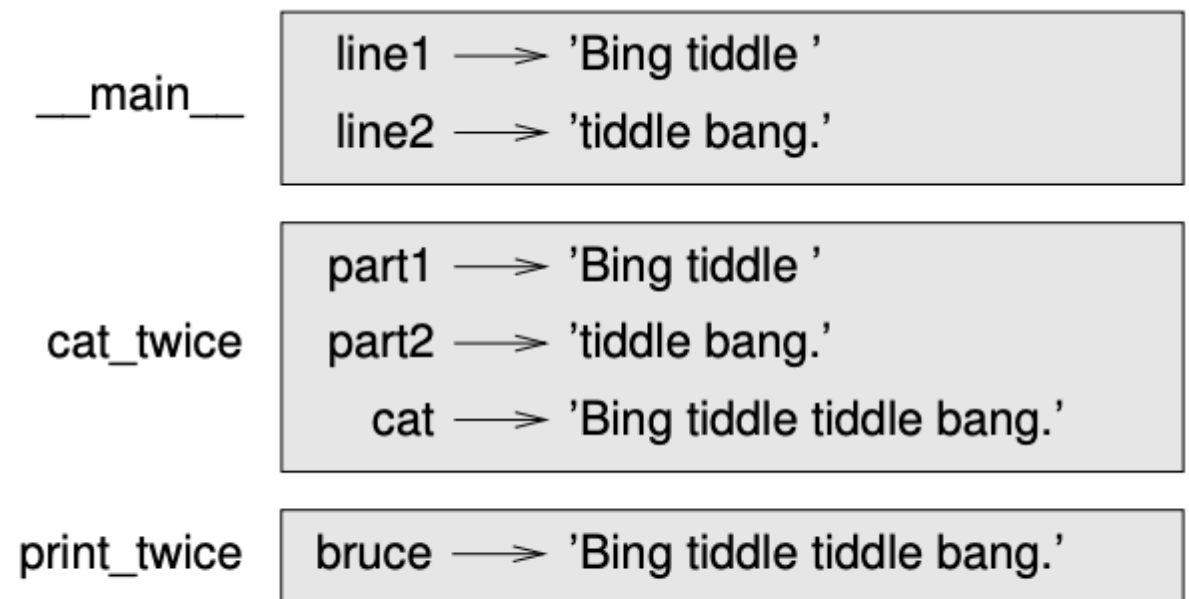 line1 ⟶ ’Bing tiddle ’
__main__
line2 ⟶ ’tiddle bang.’
part1 ⟶ ’Bing tiddle ’
cat_twice part2 ⟶ ’tiddle bang.’
cat ⟶ ’Bing tiddle tiddle bang.’
print_twice bruce ⟶ ’Bing tiddle tiddle bang.’